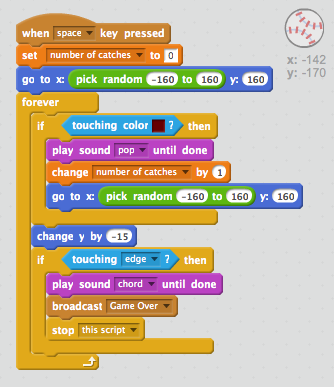 when space key pressed
x: -142
set number of catches to 0
y: -170
go to x: pick random -160 to 160 y: 160
forever
if touching color ? then
play sound pop until done
change number of catches by 1
go to x: pick random -160 to 160 y: 160
change y by -15
if touching edge ? then
play sound chord until done
broadcast Game Over
stop this script